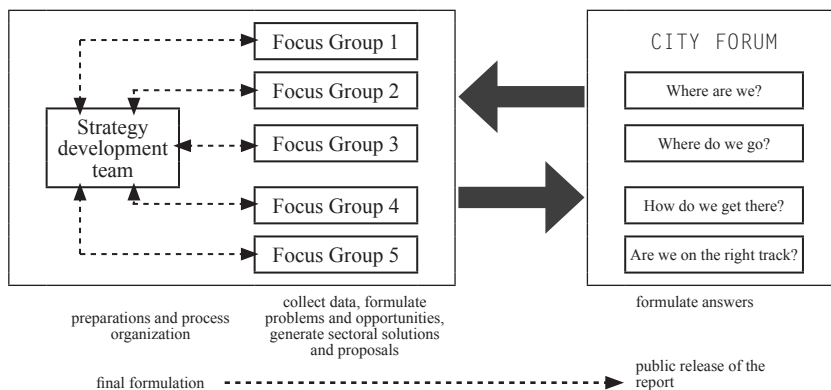 Focus Group 1
Focus Group 2
Strategy
development
team
Focus Group 3
Focus Group 4
Focus Group 5
CITY FORUM
Where are we?
Where do we go?
How do we get there?
Are we on the right track?
preparations and process
organization
collect data, formulate
problems and opportunities,
generate sectoral solutions
and proposals
formulate answers
final formulation
public release of the
report